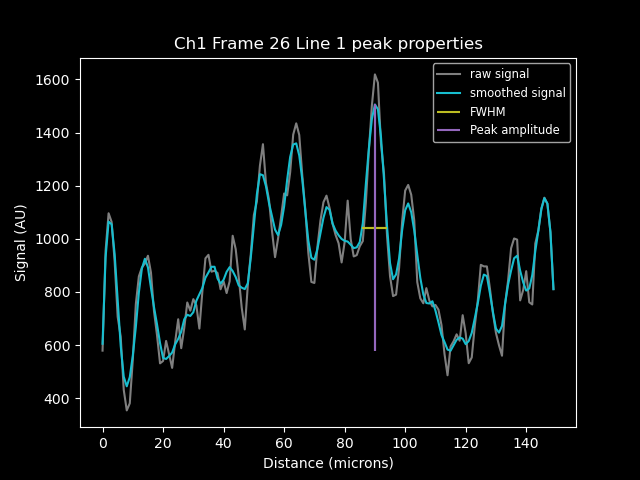 Ch1 Frame 26 Line 1 peak properties
raw signal
smoothed signal
FWHM
Peak amplitude
Signal (AU)
1600
1400
1200
1000
800
600
400
0 20 40 60 80 100 120 140
Distance (microns)